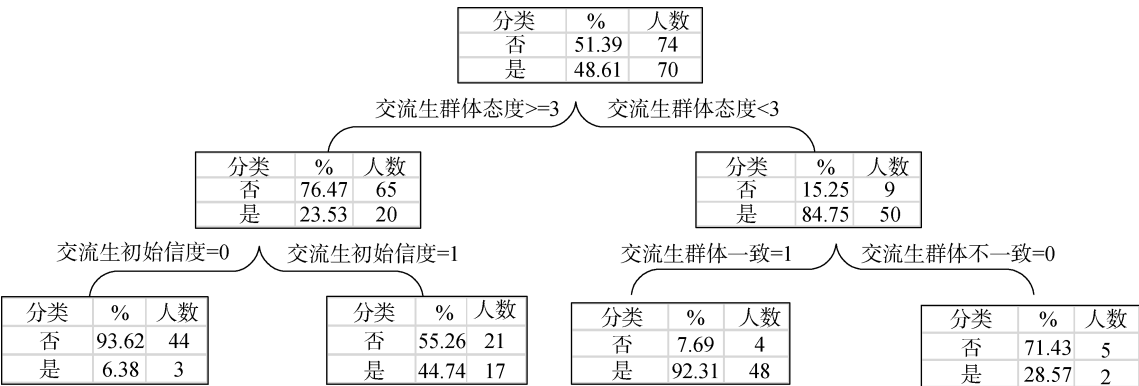 分类 % 人数
否 51.39 74
是 48.61 70
交流生群体态度>=3 交流生群体态度<3
分类 % 人数
否 76.47 65
是 23.53 20
分类 % 人数
否 15.25 9
是 84.75 50
交流生初始信度=0 交流生初始信度=1
交流生群体一致=1 交流生群体不一致=0
分类 % 人数
否 93.62 44
是 6.38 3
分类 % 人数
否 55.26 21
是 44.74 17
分类 % 人数
否 7.69 4
是 92.31 48
分类 % 人数
否 71.43 5
是 28.57 2